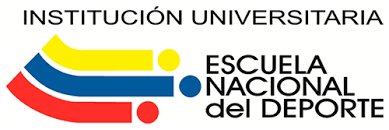 INSTITUCIÓN UNIVERSITARIA
ESCUELA
NACIONAL
del DEPORTE